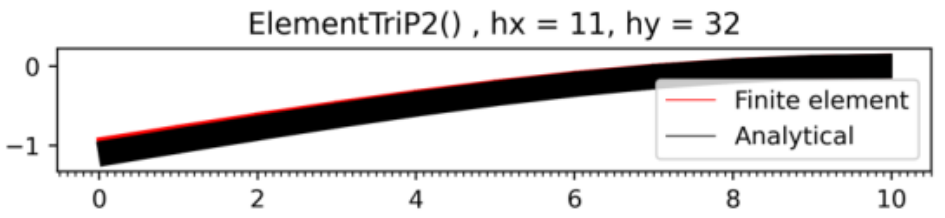 ElementTriP2() , hx = 11, hy = 32
0
Finite element
Analytical
−1
0 2 4 6 8 10